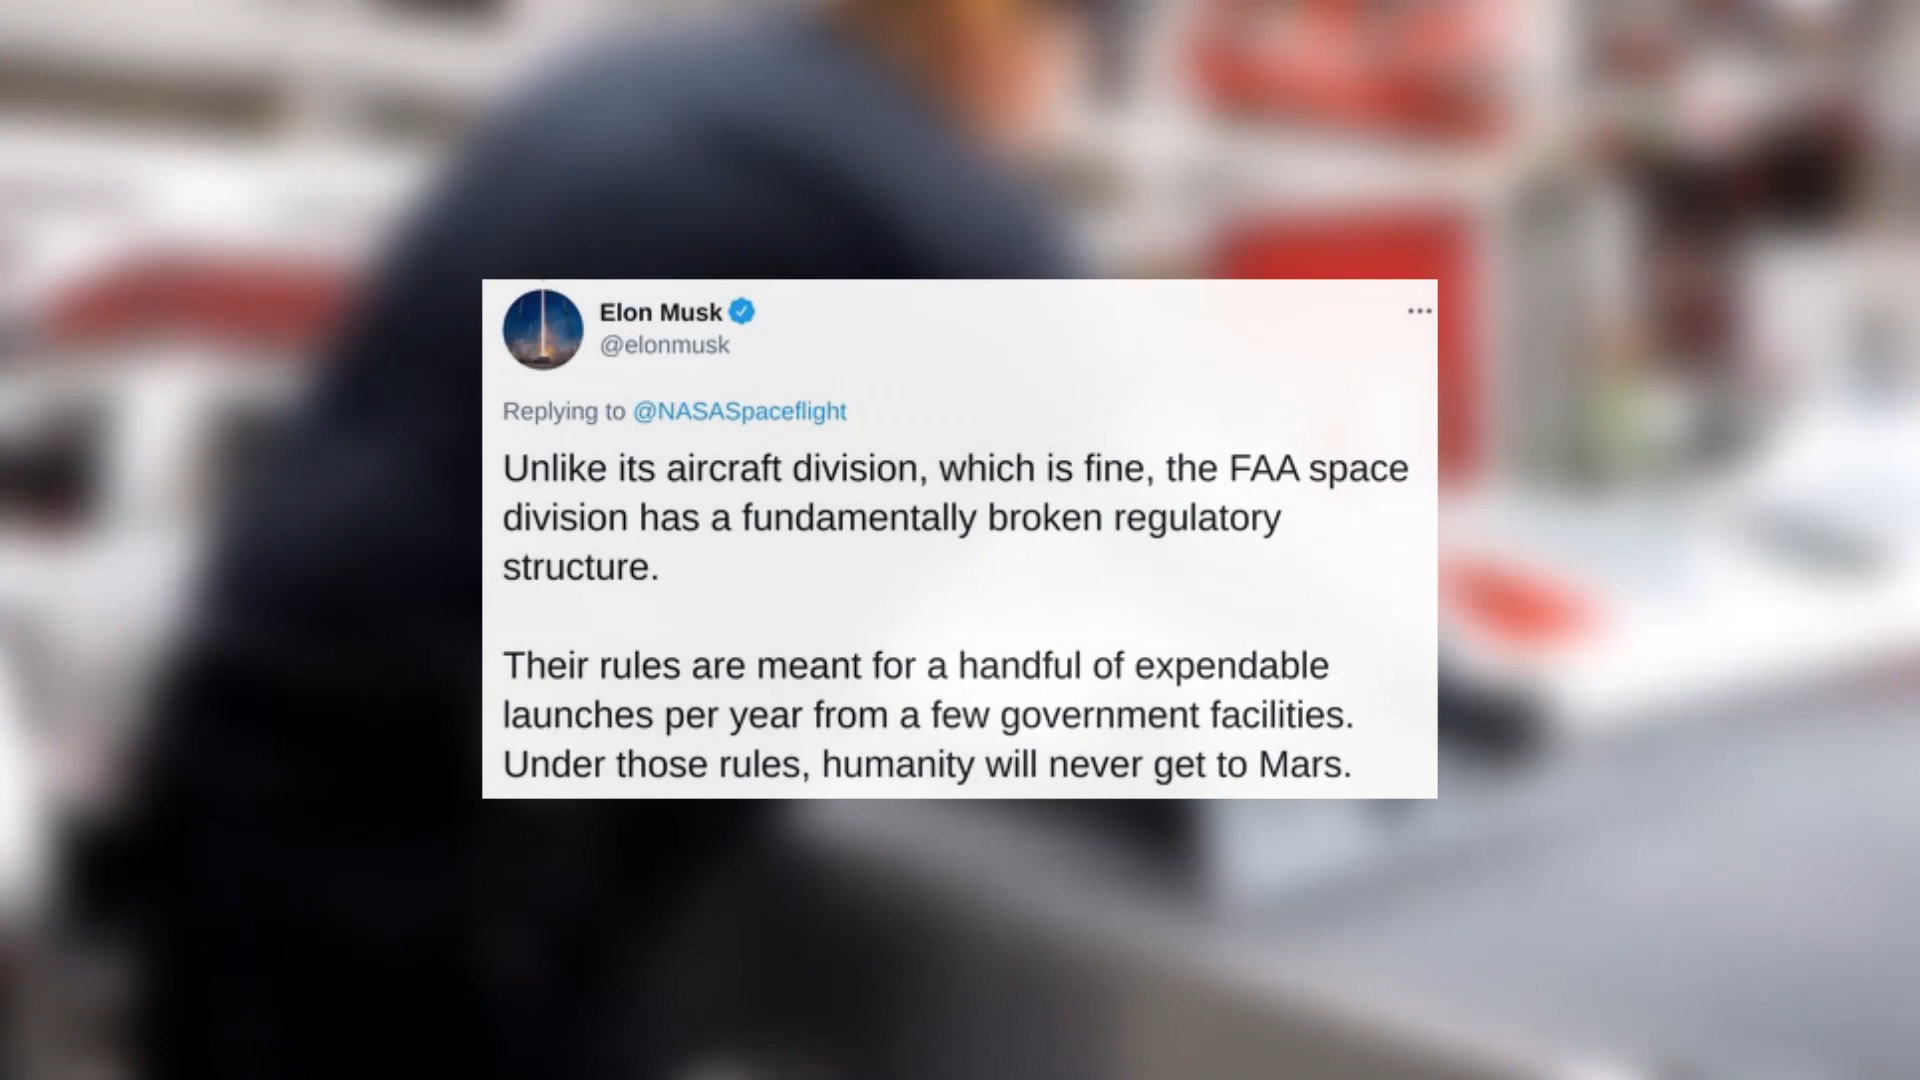 Elon Musk
@elonmusk
Replying to @NASASpaceflight
Unlike its aircraft division, which is fine, the FAA space
division has a fundamentally broken regulatory
structure.
Their rules are meant for a handful of expendable
launches per year from a few government facilities.
Under those rules, humanity will never get to Mars.